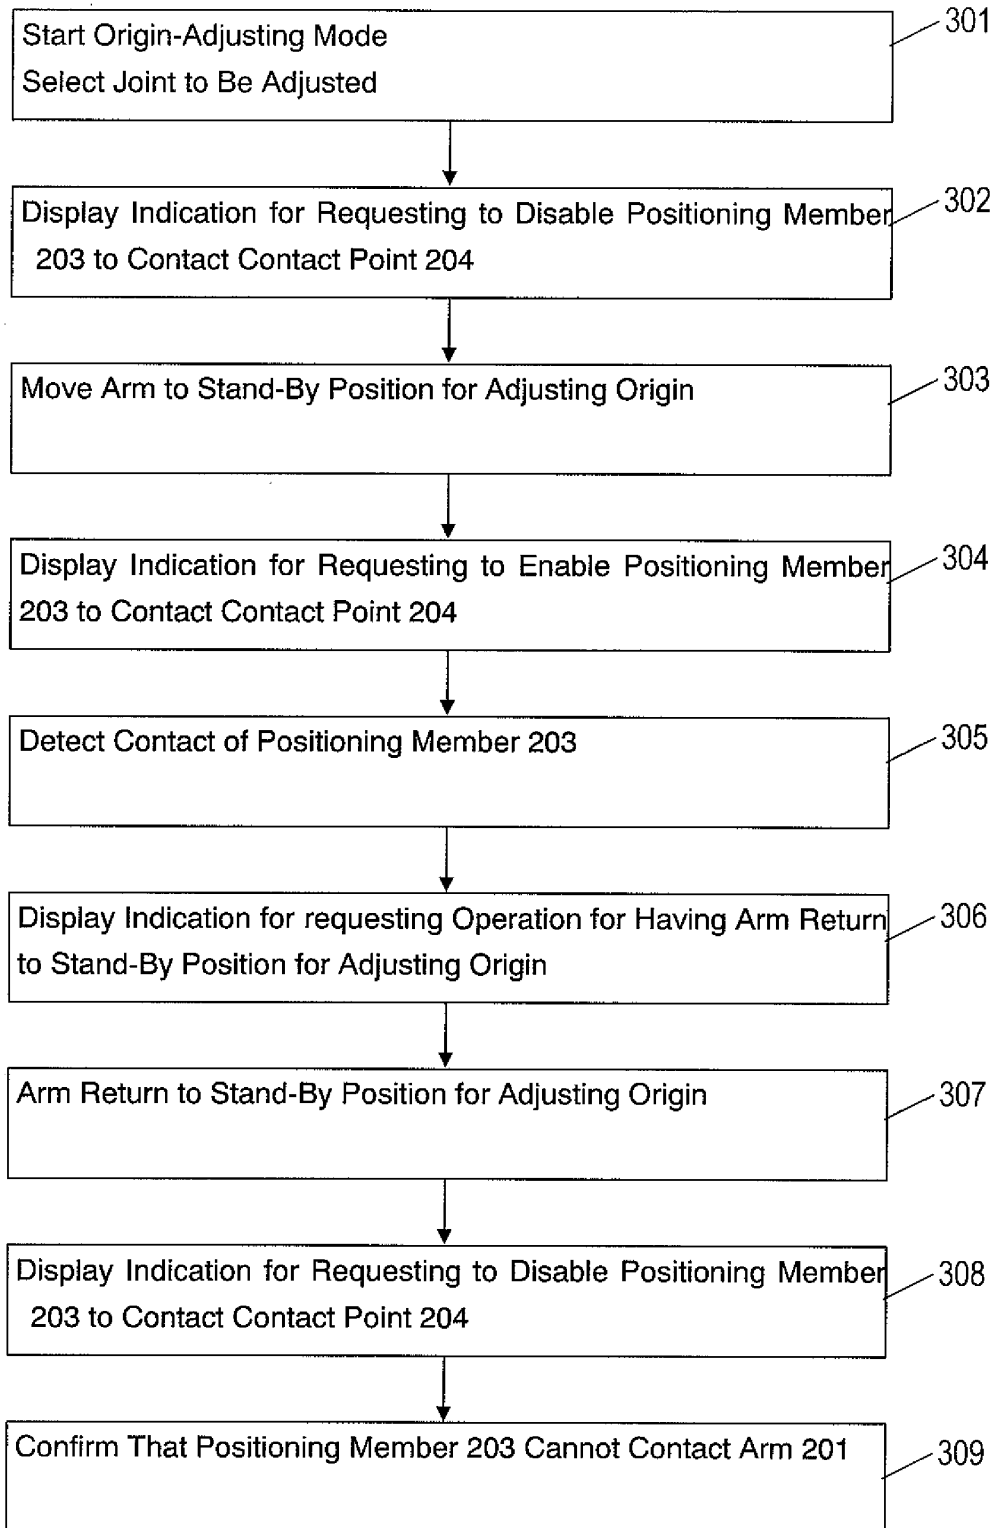 Start Origin-Adjusting Mode
Select Joint to Be Adjusted
301
Display Indication for Requesting to Disable Positioning Member
203 to Contact Contact Point 204
302
Move Arm to Stand-By Position for Adjusting Origin
303
Display Indication for Requesting to Enable Positioning Member
203 to Contact Contact Point 204
304
Detect Contact of Positioning Member 203
305
Display Indication for requesting Operation for Having Arm Return
to Stand-By Position for Adjusting Origin
306
Arm Return to Stand-By Position for Adjusting Origin
307
Display Indication for Requesting to Disable Positioning Member
203 to Contact Contact Point 204
308
Confirm That Positioning Member 203 Cannot Contact Arm 201
309